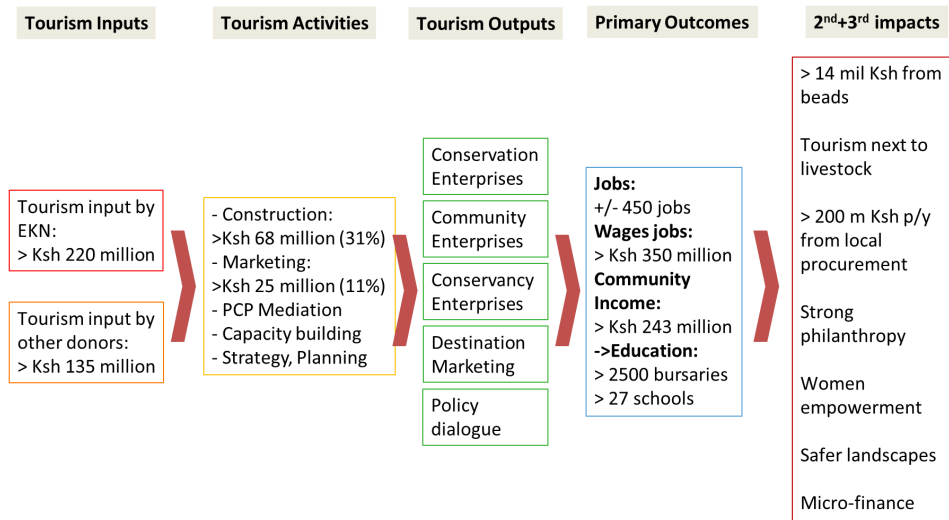 Tourism Inputs
Tourism Activities
Tourism Outputs
Primary Outcomes
2nd+3rd impacts
Tourism input by
EKN:
> Ksh 220 million
Tourism input by
other donors:
> Ksh 135 million
- Construction:
>Ksh 68 million (31%)
- Marketing:
>Ksh 25 million (11%)
- PCP Mediation
- Capacity building
- Strategy, Planning
Conservation
Enterprises
Community
Enterprises
Conservancy
Enterprises
Destination
Marketing
Policy
dialogue
Jobs:
+/- 450 jobs
Wages jobs:
> Ksh 350 million
Community
Income:
> Ksh 243 million
->Education:
> 2500 bursaries
> 27 schools
> 14 mil Ksh from
beads
Tourism next to
livestock
> 200 m Ksh p/y
from local
procurement
Strong
philanthropy
Women
empowerment
Safer landscapes
Micro-finance